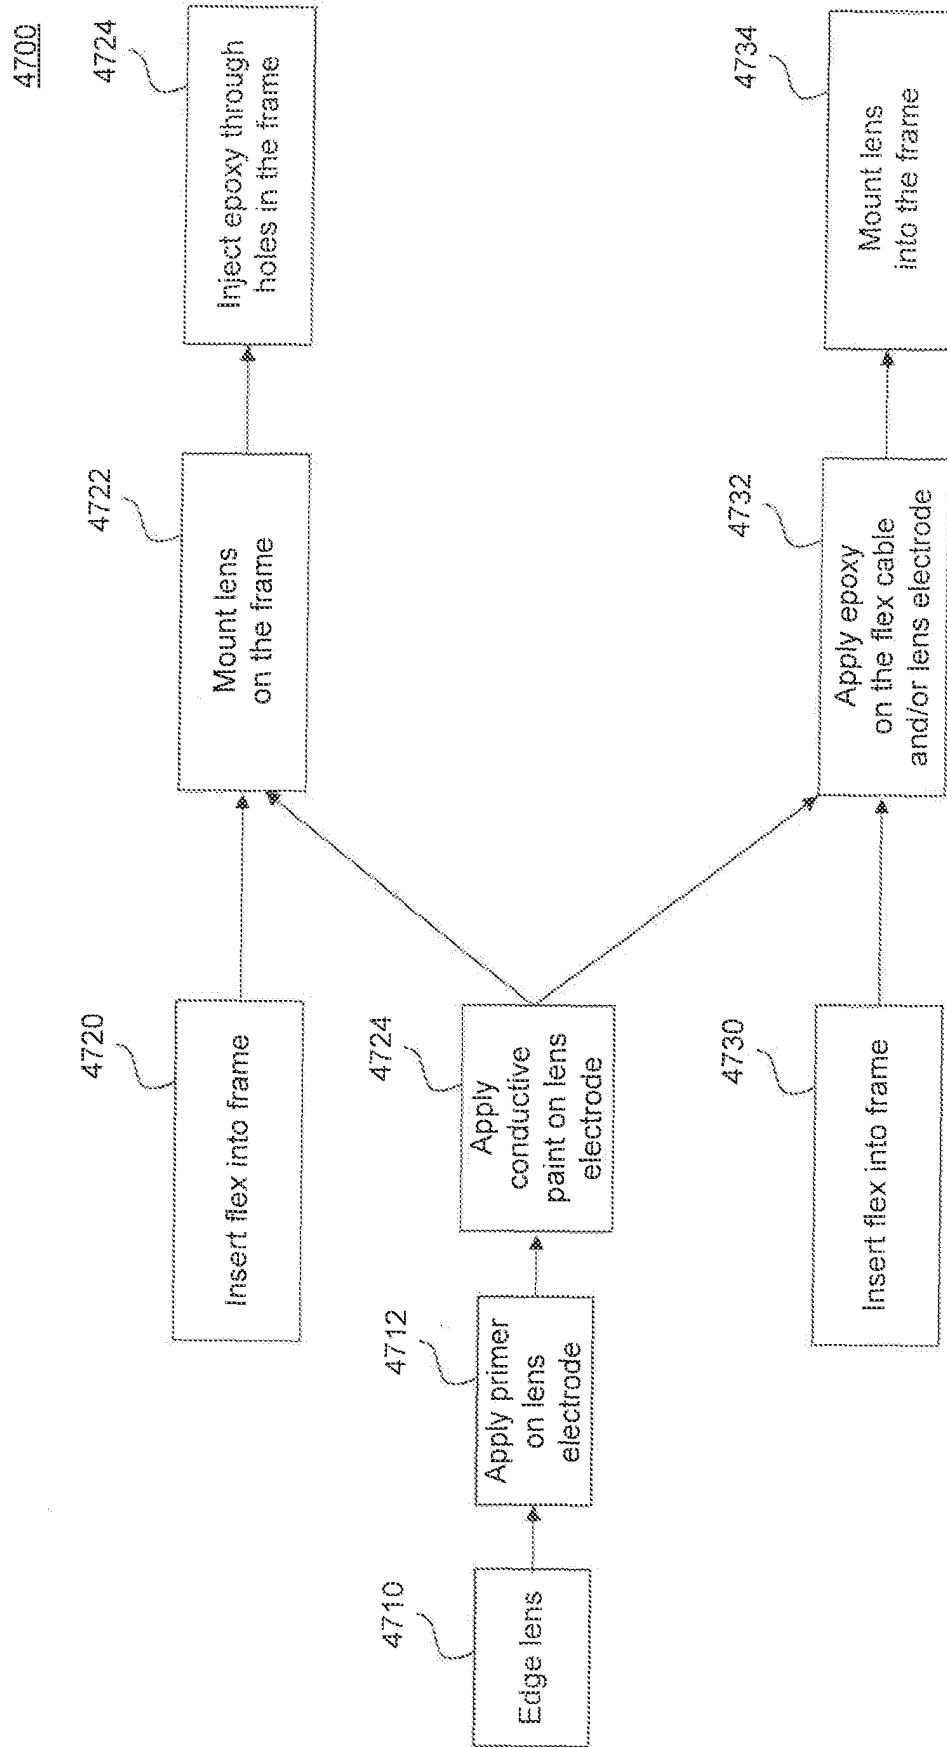 4700
4720
Insert flex into frame
4722
Mount lens
on the frame
4724
Inject epoxy through
holes in the frame
4710
Edge lens
4712
Apply primer
on lens
electrode
4724
Apply
conductive
paint on lens
electrode
4730
Insert flex into frame
4732
Apply epoxy
on the flex cable
and/or lens electrode
4734
Mount lens
into the frame